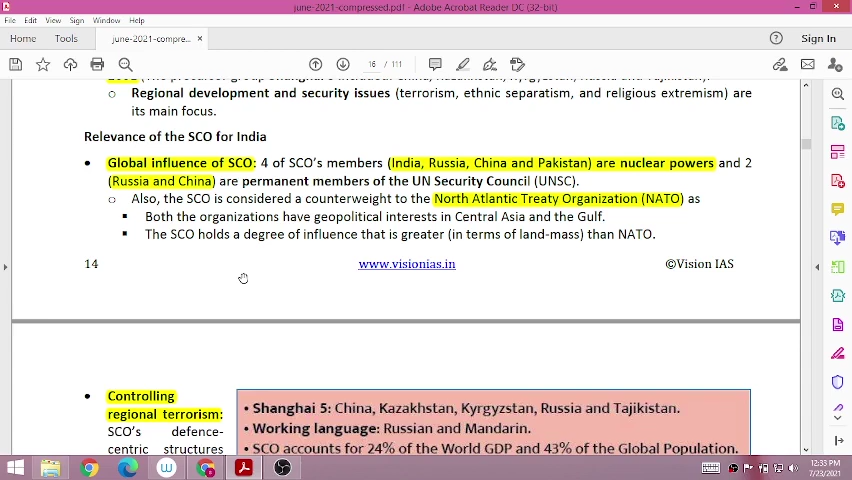 june-2021-compressed.pdf - Adobe Acrobat Reader DC (32-bit)
File Edit View Sign Window Help
Home Tools june-2021-compre... × Sign In
16 / 111
Regional development and security issues (terrorism, ethnic separatism, and religious extremism) are
its main focus.
Relevance of the SCO for India
• Global influence of SCO: 4 of SCO's members (India, Russia, China and Pakistan) are nuclear powers and 2
(Russia and China) are permanent members of the UN Security Council (UNSC).
o Also, the SCO is considered a counterweight to the North Atlantic Treaty Organization (NATO) as
▪ Both the organizations have geopolitical interests in Central Asia and the Gulf.
▪ The SCO holds a degree of influence that is greater (in terms of land-mass) than NATO.
14 www.visionias.in ©Vision IAS
• Controlling
regional terrorism:
SCO's defence-
centric structures
• Shanghai 5: China, Kazakhstan, Kyrgyzstan, Russia and Tajikistan.
• Working language: Russian and Mandarin.
• SCO accounts for 24% of the World GDP and 43% of the Global Population.
12:33 PM
7/23/2021